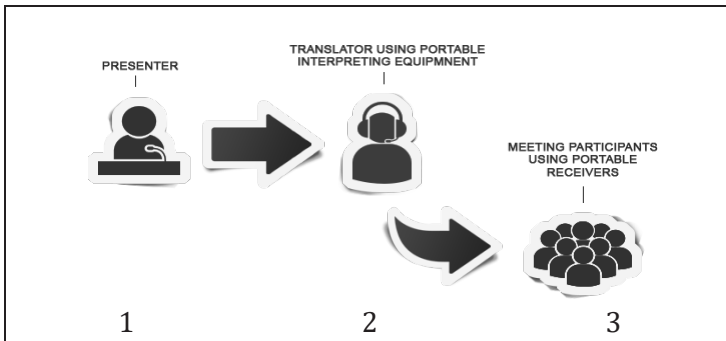 PRESENTER
TRANSLATOR USING PORTABLE
INTERPRETING EQUIPMNENT
MEETING PARTICIPANTS
USING PORTABLE
RECEIVERS
1 2 3